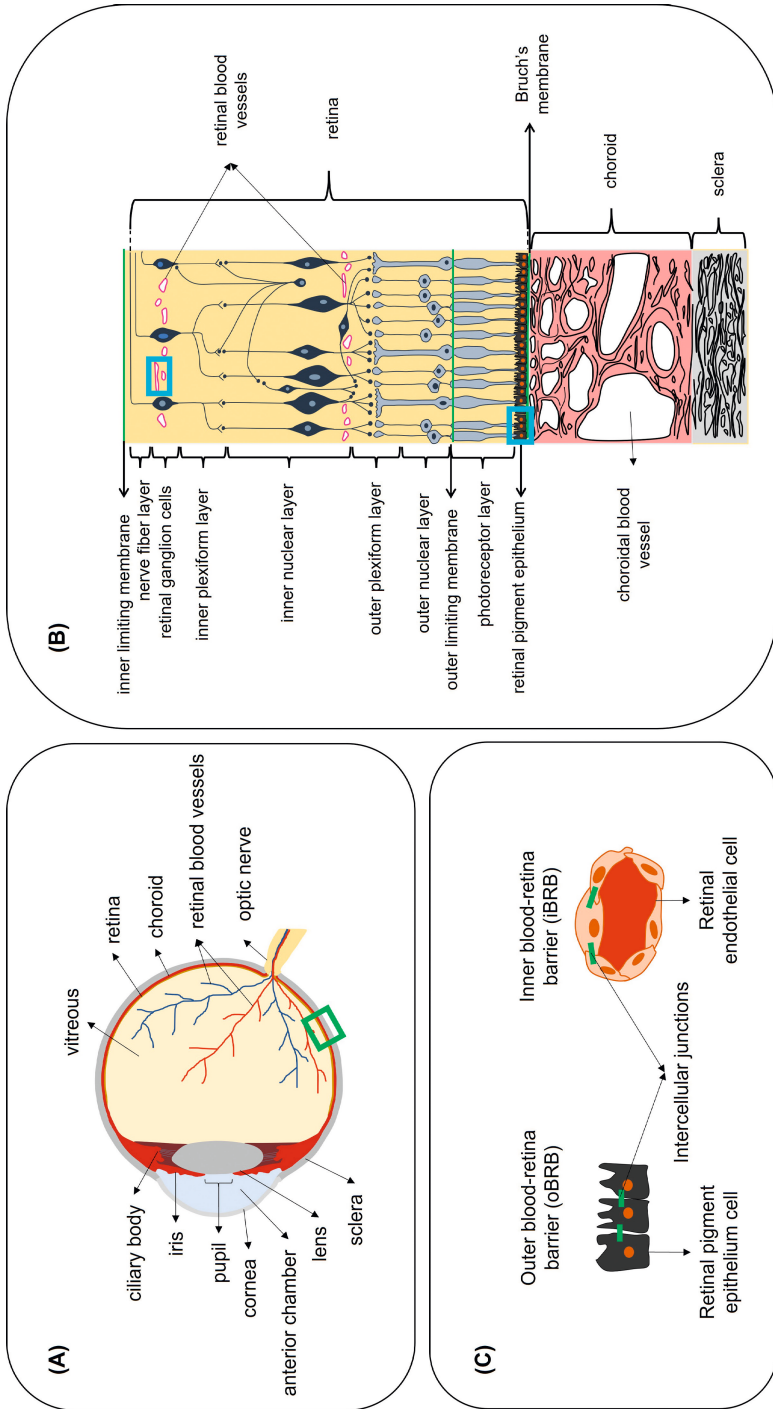 (A)
vitreous
retina
choroid
retinal blood vessels
optic nerve
ciliary body
iris
pupil
cornea
anterior chamber
lens
sclera
(B)
inner limiting membrane
nerve fiber layer
retinal ganglion cells
inner plexiform layer
inner nuclear layer
outer plexiform layer
outer nuclear layer
outer limiting membrane
photoreceptor layer
retinal pigment epithelium
choroidal blood
vessel
retinal blood
vessels
retina
Bruch's
membrane
choroid
sclera
(C)
Outer blood-retina
barrier (oBRB)
Inner blood-retina
barrier (iBRB)
Intercellular junctions
Retinal pigment
epithelium cell
Retinal
endothelial cell